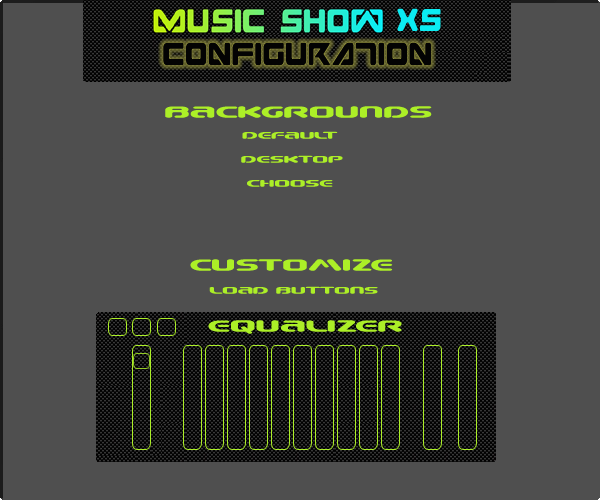 MUSIC SHOW XS
CONFIGURATION
BACKGROUNDS
DEFAULT
DESKTOP
CHOOSE
CUSTOMIZE
LOAD BUTTONS
EQUALIZER